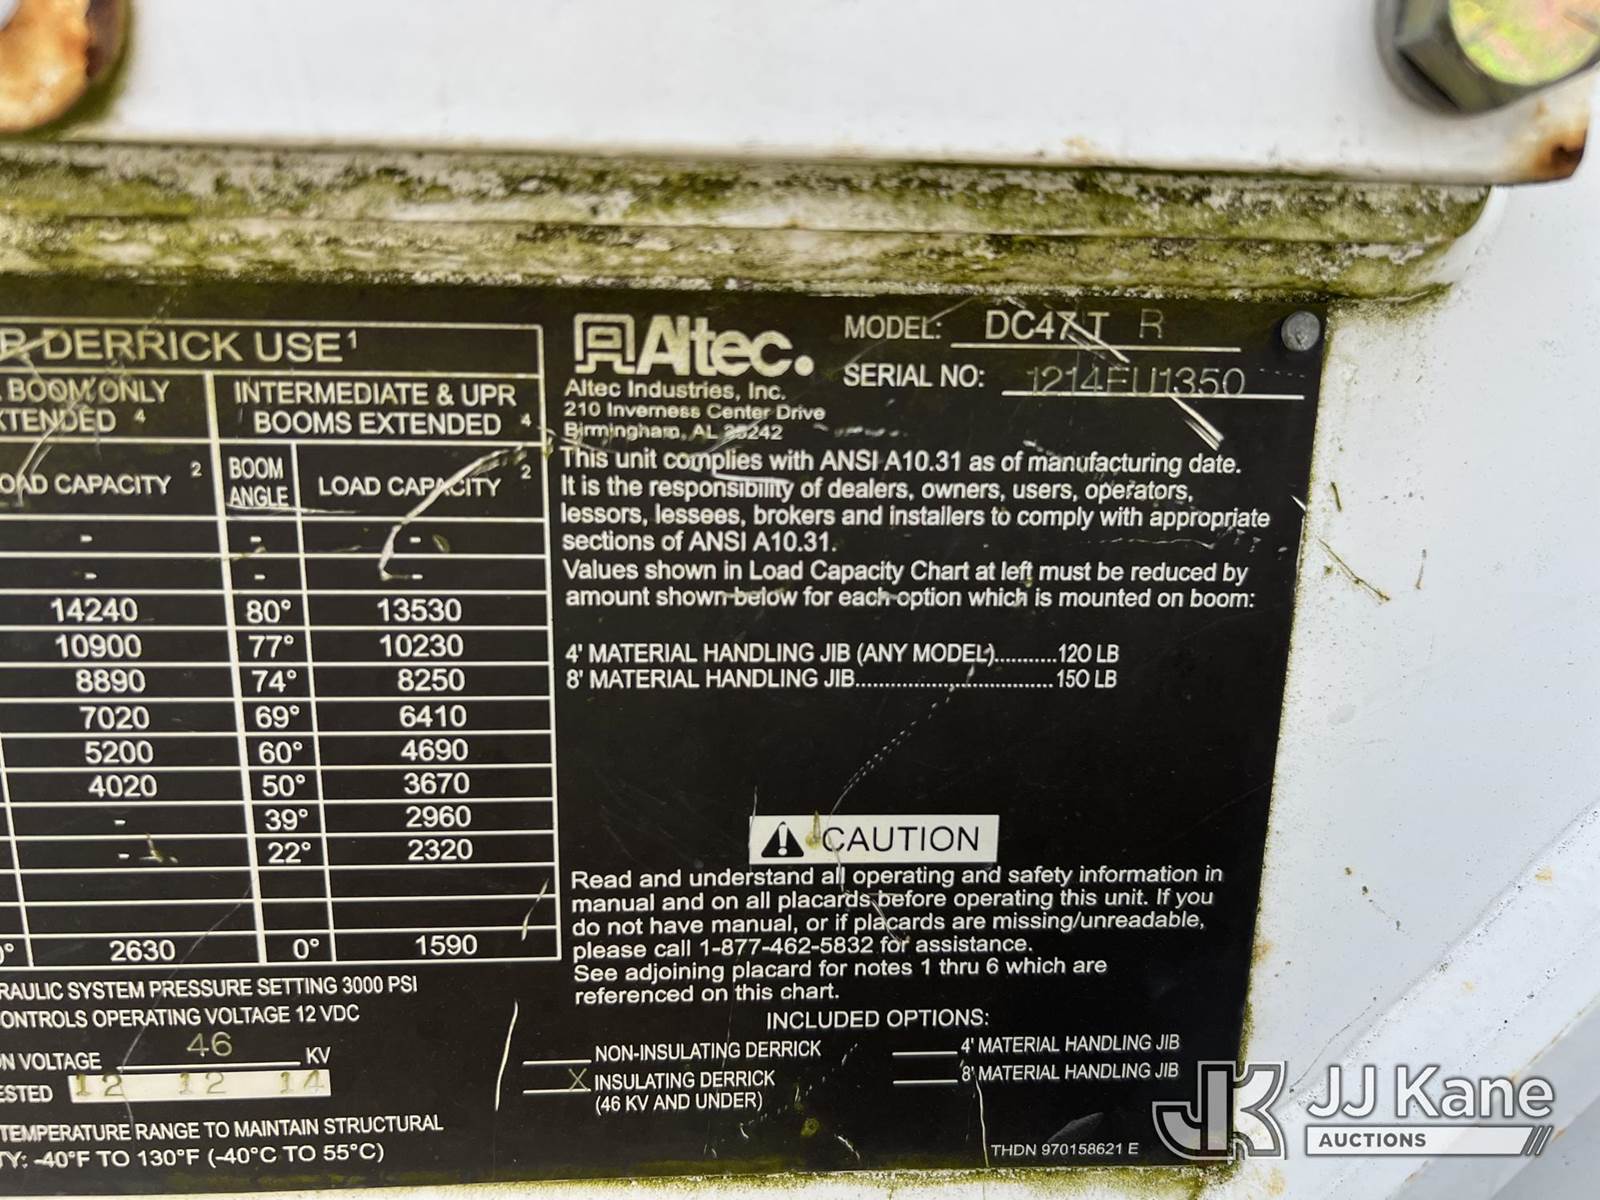 R DERRICK USE¹
BOOM ONLY
EXTENDED ⁴
INTERMEDIATE & UPR
BOOMS EXTENDED ⁴
OAD CAPACITY ²
BOOM
ANGLE
LOAD CAPACITY ²
- - -
- - -
14240 80° 13530
10900 77° 10230
8890 74° 8250
7020 69° 6410
5200 60° 4690
4020 50° 3670
- 39° 2960
- 22° 2320
0° 2630 0° 1590
RAULIC SYSTEM PRESSURE SETTING 3000 PSI
ONTROLS OPERATING VOLTAGE 12 VDC
ON VOLTAGE 46 KV
ESTED 12 12 14
TEMPERATURE RANGE TO MAINTAIN STRUCTURAL
TY: -40°F TO 130°F (-40°C TO 55°C)
Altec.
Altec Industries, Inc.
210 Inverness Center Drive
Birmingham, AL 35242
MODEL: DC47 T R
SERIAL NO: 1214EU1350
This unit complies with ANSI A10.31 as of manufacturing date.
It is the responsibility of dealers, owners, users, operators,
lessors, lessees, brokers and installers to comply with appropriate
sections of ANSI A10.31.
Values shown in Load Capacity Chart at left must be reduced by
amount shown below for each option which is mounted on boom:
4' MATERIAL HANDLING JIB (ANY MODEL)...........120 LB
8' MATERIAL HANDLING JIB...................................150 LB
CAUTION
Read and understand all operating and safety information in
manual and on all placards before operating this unit. If you
do not have manual, or if placards are missing/unreadable,
please call 1-877-462-5832 for assistance.
See adjoining placard for notes 1 thru 6 which are
referenced on this chart.
INCLUDED OPTIONS:
NON-INSULATING DERRICK
X INSULATING DERRICK
(46 KV AND UNDER)
4' MATERIAL HANDLING JIB
8' MATERIAL HANDLING JIB
THDN 970158621 E
JK JJ Kane
AUCTIONS